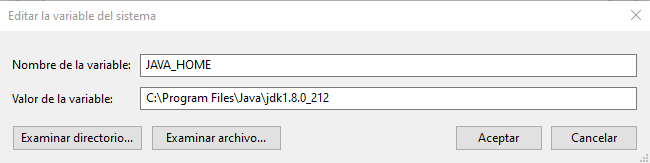 Editar la variable del sistema
Nombre de la variable: JAVA_HOME
Valor de la variable: C:\Program Files\Java\jdk1.8.0_212
Examinar directorio... Examinar archivo... Aceptar Cancelar